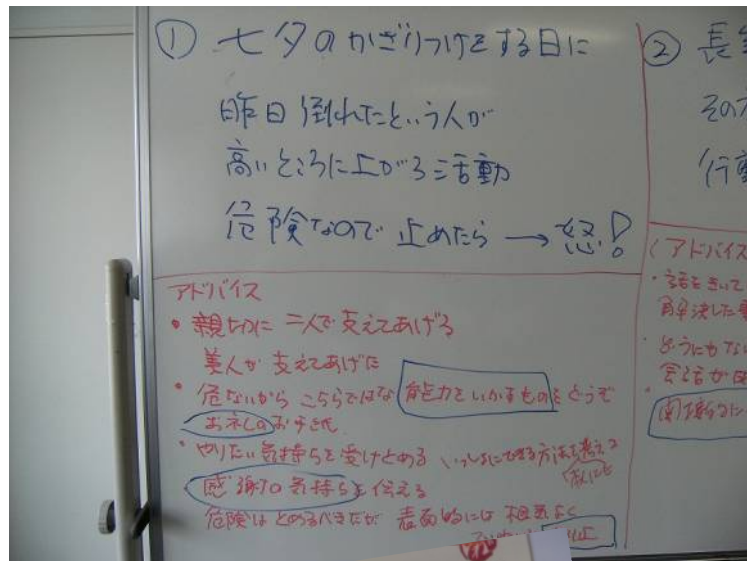 ① 七夕のかざりつけをする日に
昨日倒れたという人が
高いところに上がる活動
危険なので 止めたら → 怒!
アドバイス
・親切に 二人で支えてあげる
美人が 支えてあげた
・危ないから こちらではな 能力をいかすものをどうぞ
お礼のお手紙
・やりたい気持ちを受けとめる いっしょにできる方法を考える
感謝の気持ちを伝える
危険はとめるべきだが 表面的には 相手よく
② 長
その
行動
(アドバイス
・話をきいて
解決した
・どうにもない
会話が